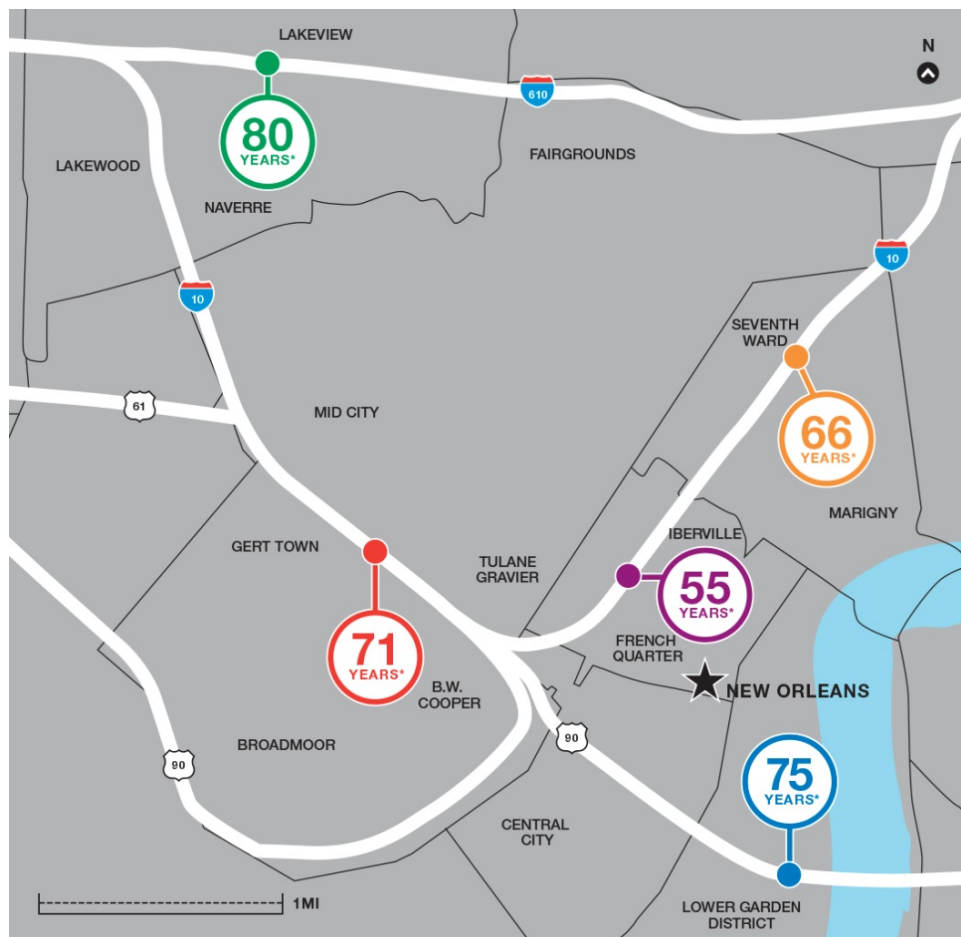 LAKEVIEW
N
80
YEARS*
610
LAKEWOOD
FAIRGROUNDS
NAVERRE
10
10
SEVENTH
WARD
61
MID CITY
66
YEARS*
MARIGNY
GERT TOWN
IBERVILLE
TULANE
GRAVIER
55
YEARS*
71
YEARS*
FRENCH
QUARTER
B.W.
COOPER
NEW ORLEANS
BROADMOOR
90
90
75
YEARS*
CENTRAL
CITY
1MI
LOWER GARDEN
DISTRICT